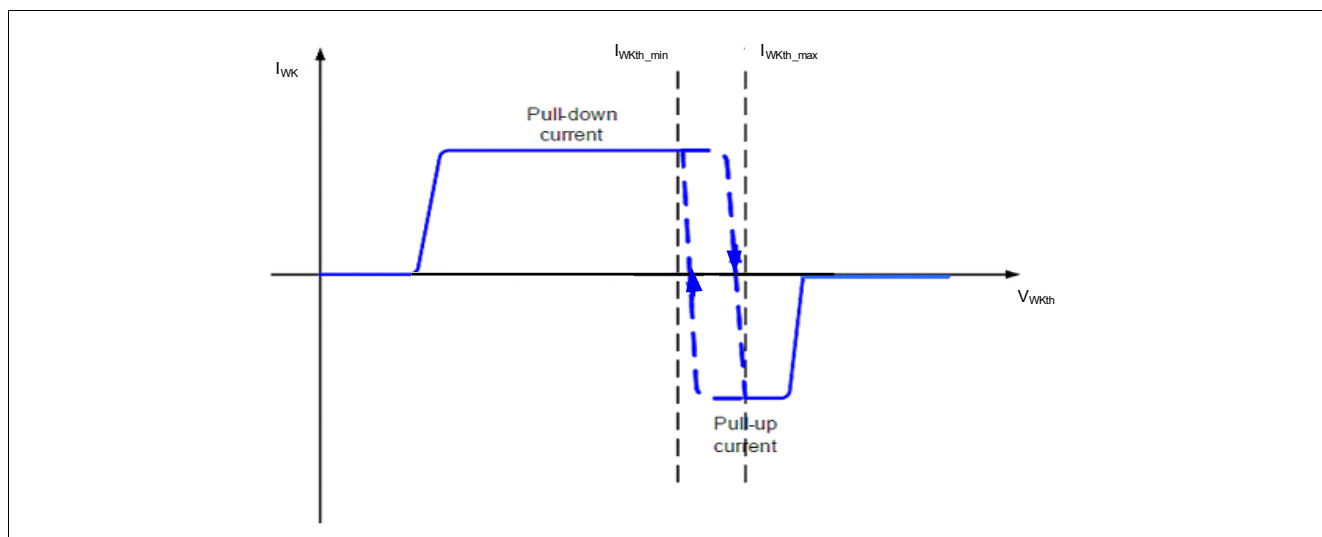 I_WKth_min
I_WKth_max
I_WK
Pull-down
current
V_WKth
Pull-up
current